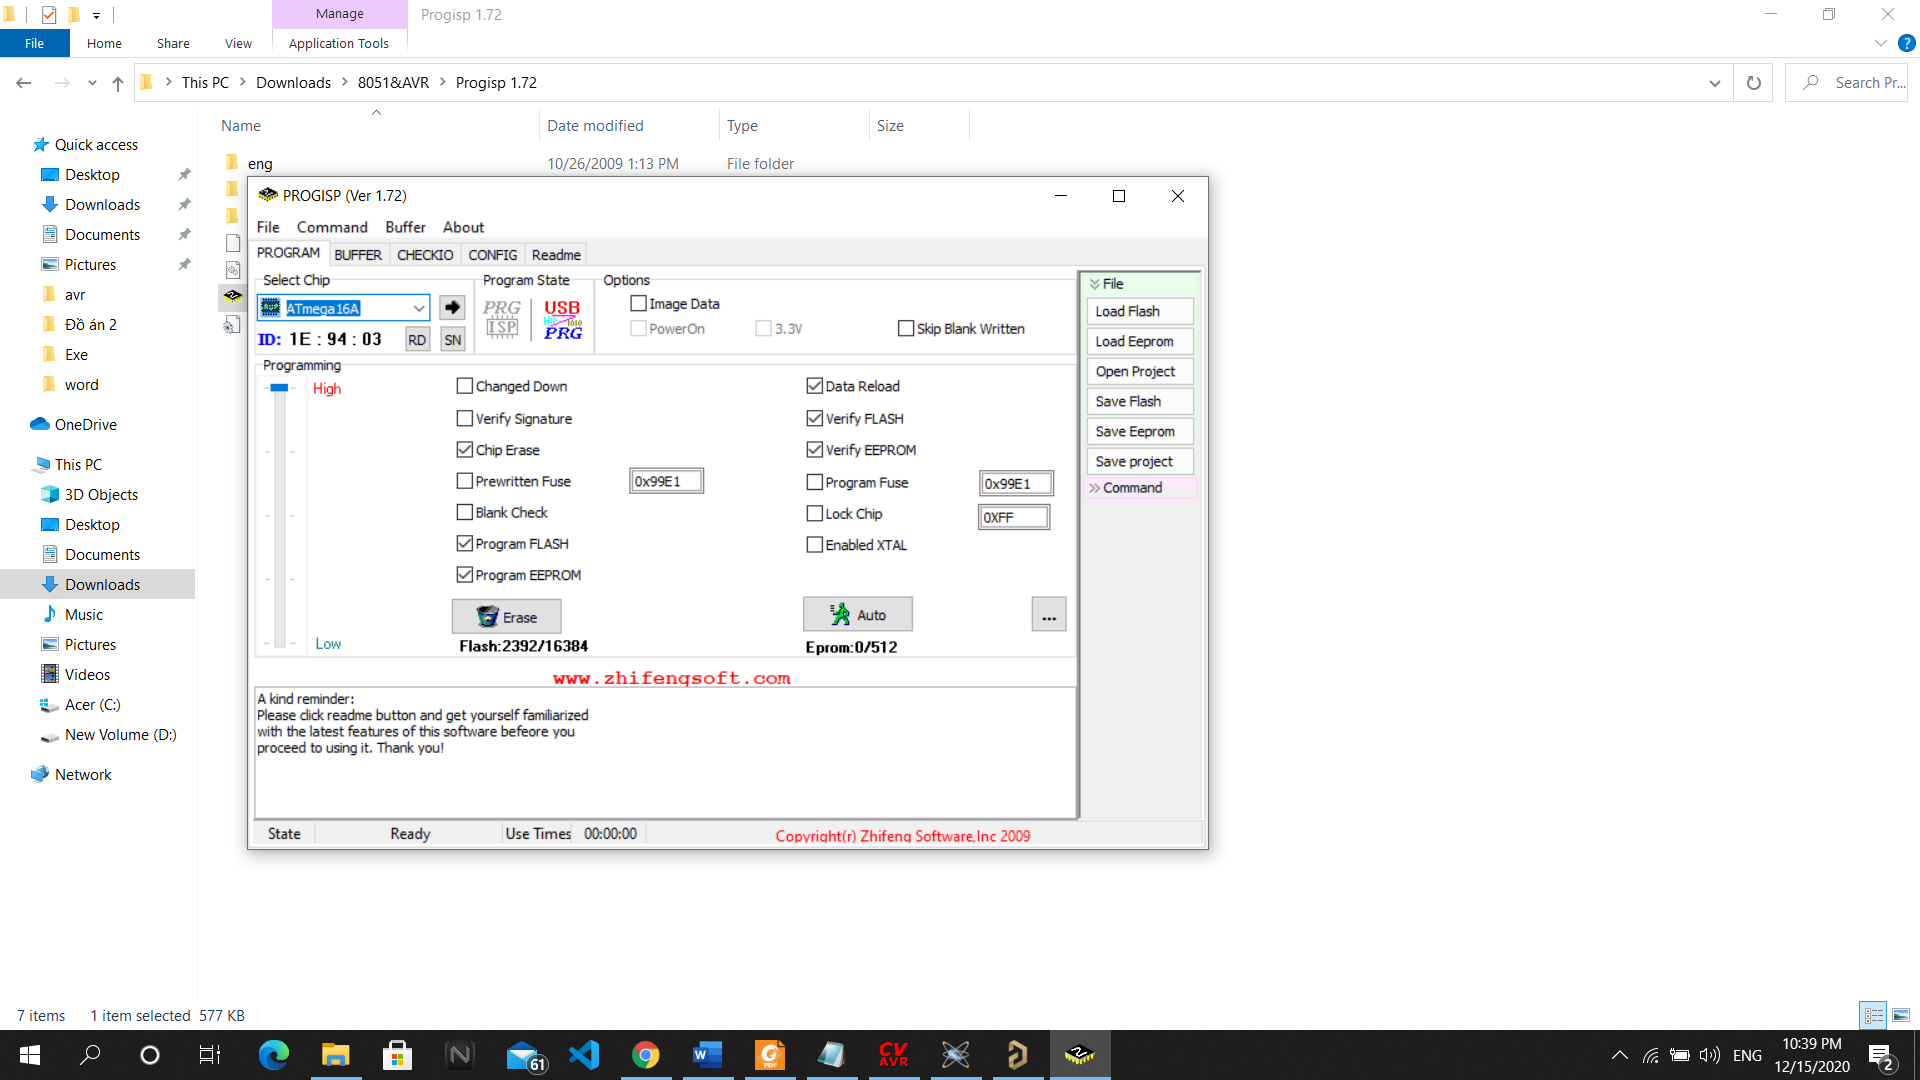 Manage
Progisp 1.72
File
Home
Share
View
Application Tools
This PC
Downloads
8051&AVR
Progisp 1.72
Search Pr...
Name
Date modified
Type
Size
Quick access
Desktop
Downloads
Documents
Pictures
avr
Đồ án 2
Exe
word
OneDrive
This PC
3D Objects
Desktop
Documents
Downloads
Music
Pictures
Videos
Acer (C:)
New Volume (D:)
Network
eng
10/26/2009 1:13 PM
File folder
PROGISP (Ver 1.72)
File Command Buffer About
PROGRAM BUFFER CHECKIO CONFIG Readme
Select Chip
ATmega16A
ID: 1E : 94 : 03
RD
SN
Program State
PRG
ISP
USB
HID 1010
PRG
Options
Image Data
PowerOn
3.3V
Skip Blank Written
Programming
High
Low
Changed Down
Verify Signature
Chip Erase
Prewritten Fuse
0x99E1
Blank Check
Program FLASH
Program EEPROM
Data Reload
Verify FLASH
Verify EEPROM
Program Fuse
0x99E1
Lock Chip
0XFF
Enabled XTAL
Erase
Auto
...
Flash:2392/16384
Eprom:0/512
www.zhifengsoft.com
A kind reminder:
Please click readme button and get yourself familiarized
with the latest features of this software befeore you
proceed to using it. Thank you!
File
Load Flash
Load Eeprom
Open Project
Save Flash
Save Eeprom
Save project
Command
State
Ready
Use Times
00:00:00
Copyright(r) Zhifeng Software,Inc 2009
7 items
1 item selected 577 KB
61
W
PDF
CV
AVR
ENG
10:39 PM
12/15/2020
2